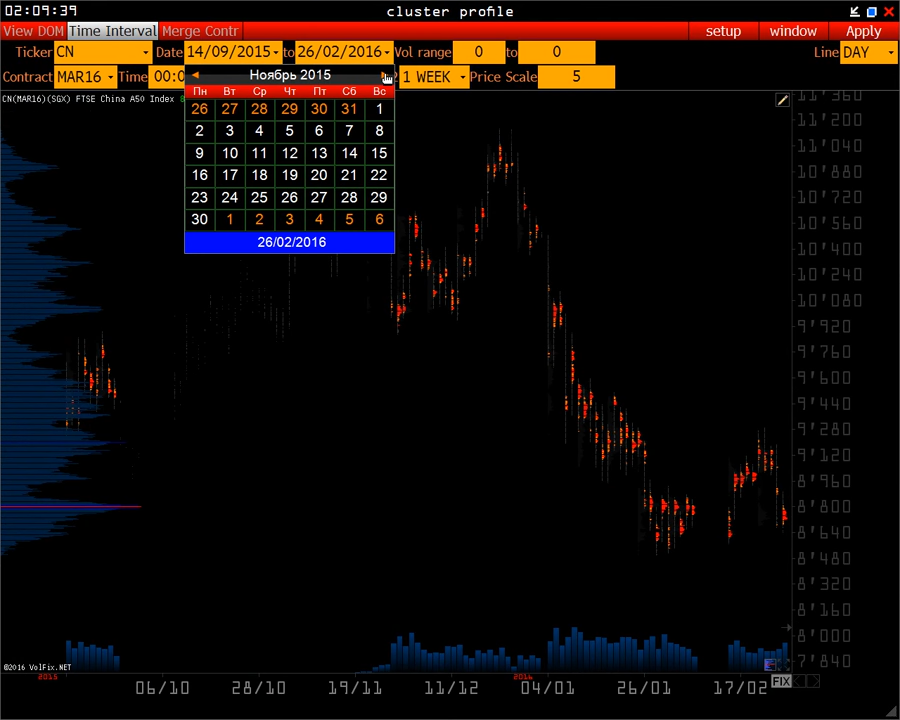 02:09:39
cluster profile
View DOM Time Interval Merge Contr setup window Apply
Ticker CN Date 14/09/2015 to 26/02/2016 Vol range 0 to 0 Line DAY
Contract MAR16 Time 00:0 1 WEEK Price Scale 5
Ноябрь 2015
Пн Вт Ср Чт Пт Сб Вс
26 27 28 29 30 31 1
2 3 4 5 6 7 8
9 10 11 12 13 14 15
16 17 18 19 20 21 22
23 24 25 26 27 28 29
30 1 2 3 4 5 6
26/02/2016
CN(MAR16)(SGX) FTSE China A50 Index
11'360
11'200
11'040
10'880
10'720
10'560
10'400
10'240
10'080
9'920
9'760
9'600
9'440
9'280
9'120
8'960
8'800
8'640
8'480
8'320
8'160
8'000
7'840
©2016 VolFix.NET
2015 2016 FIX
06/10 28/10 19/11 11/12 04/01 26/01 17/02